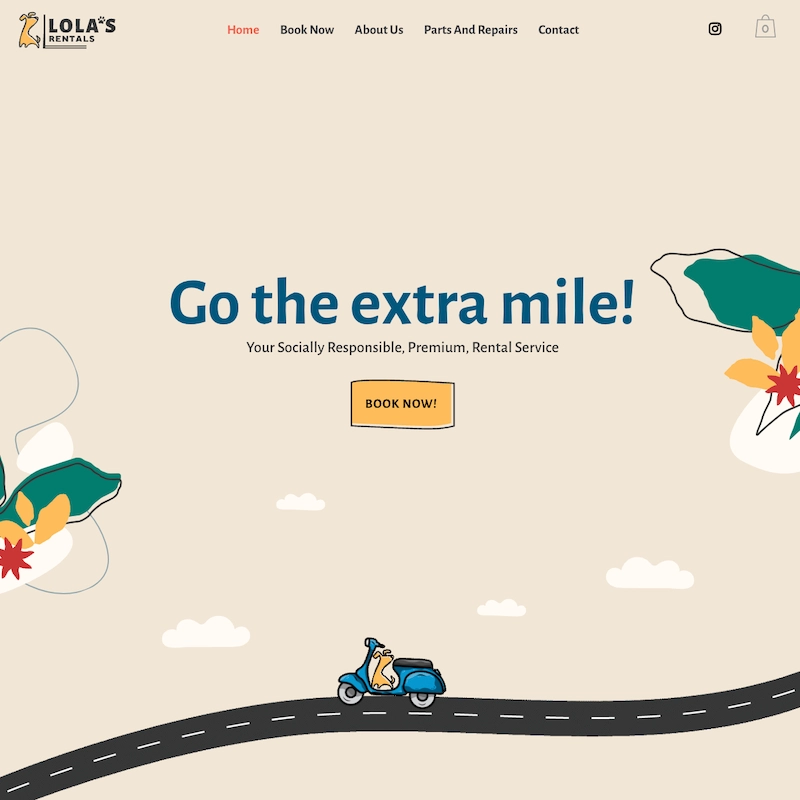 LOLA'S
RENTALS
Home Book Now About Us Parts And Repairs Contact
0
Go the extra mile!
Your Socially Responsible, Premium, Rental Service
BOOK NOW!